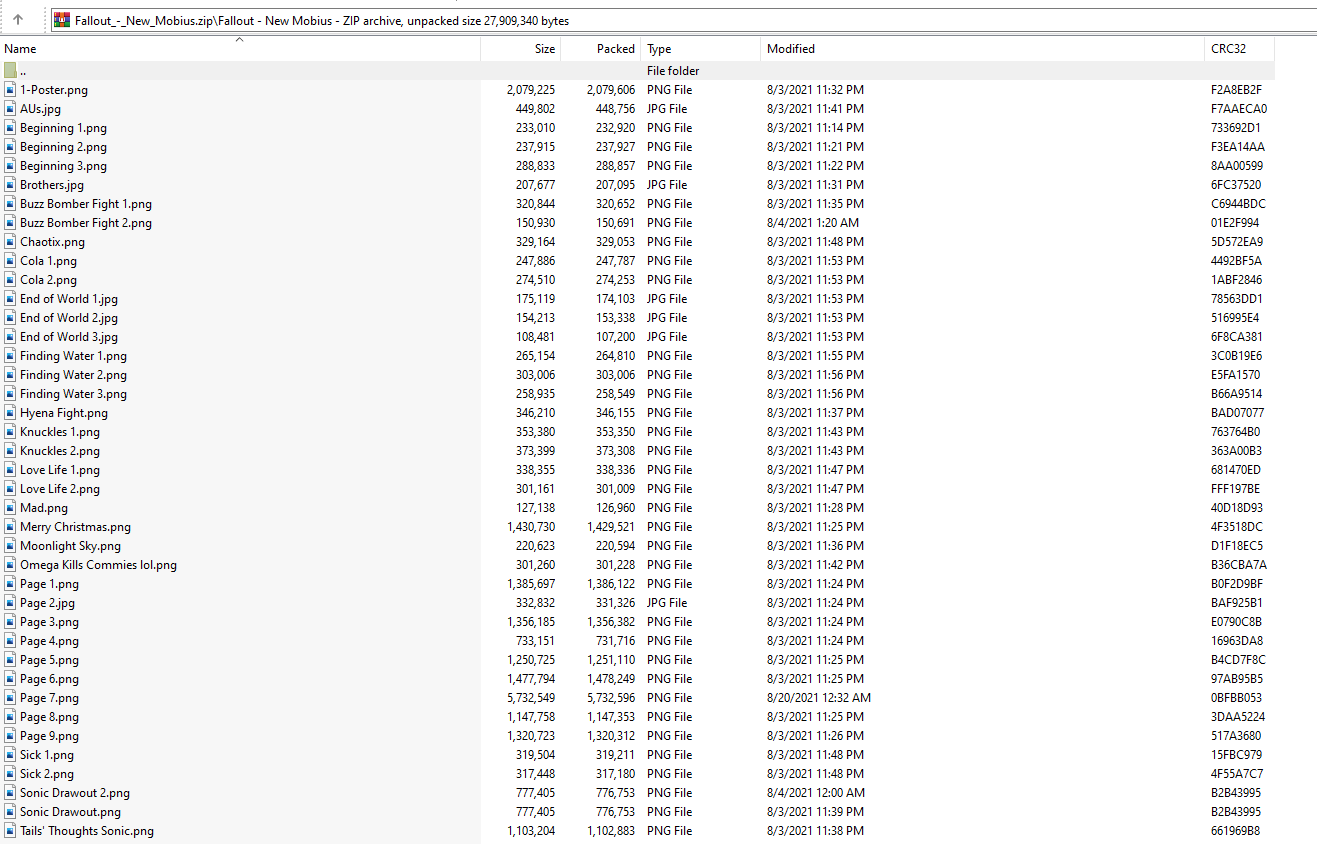 Fallout_-_New_Mobius.zip\Fallout - New Mobius - ZIP archive, unpacked size 27,909,340 bytes
Name Size Packed Type Modified CRC32
.. File folder
1-Poster.png 2,079,225 2,079,606 PNG File 8/3/2021 11:32 PM F2A8EB2F
AUs.jpg 449,802 448,756 JPG File 8/3/2021 11:41 PM F7AAECA0
Beginning 1.png 233,010 232,920 PNG File 8/3/2021 11:14 PM 733692D1
Beginning 2.png 237,915 237,927 PNG File 8/3/2021 11:21 PM F3EA14AA
Beginning 3.png 288,833 288,857 PNG File 8/3/2021 11:22 PM 8AA00599
Brothers.jpg 207,677 207,095 JPG File 8/3/2021 11:31 PM 6FC37520
Buzz Bomber Fight 1.png 320,844 320,652 PNG File 8/3/2021 11:35 PM C6944BDC
Buzz Bomber Fight 2.png 150,930 150,691 PNG File 8/4/2021 1:20 AM 01E2F994
Chaotix.png 329,164 329,053 PNG File 8/3/2021 11:48 PM 5D572EA9
Cola 1.png 247,886 247,787 PNG File 8/3/2021 11:53 PM 4492BF5A
Cola 2.png 274,510 274,253 PNG File 8/3/2021 11:53 PM 1ABF2846
End of World 1.jpg 175,119 174,103 JPG File 8/3/2021 11:53 PM 78563DD1
End of World 2.jpg 154,213 153,338 JPG File 8/3/2021 11:53 PM 516995E4
End of World 3.jpg 108,481 107,200 JPG File 8/3/2021 11:53 PM 6F8CA381
Finding Water 1.png 265,154 264,810 PNG File 8/3/2021 11:55 PM 3C0B19E6
Finding Water 2.png 303,006 303,006 PNG File 8/3/2021 11:56 PM E5FA1570
Finding Water 3.png 258,935 258,549 PNG File 8/3/2021 11:56 PM B66A9514
Hyena Fight.png 346,210 346,155 PNG File 8/3/2021 11:37 PM BAD07077
Knuckles 1.png 353,380 353,350 PNG File 8/3/2021 11:43 PM 763764B0
Knuckles 2.png 373,399 373,308 PNG File 8/3/2021 11:43 PM 363A00B3
Love Life 1.png 338,355 338,336 PNG File 8/3/2021 11:47 PM 681470ED
Love Life 2.png 301,161 301,009 PNG File 8/3/2021 11:47 PM FFF197BE
Mad.png 127,138 126,960 PNG File 8/3/2021 11:28 PM 40D18D93
Merry Christmas.png 1,430,730 1,429,521 PNG File 8/3/2021 11:25 PM 4F3518DC
Moonlight Sky.png 220,623 220,594 PNG File 8/3/2021 11:36 PM D1F18EC5
Omega Kills Commies lol.png 301,260 301,228 PNG File 8/3/2021 11:42 PM B36CBA7A
Page 1.png 1,385,697 1,386,122 PNG File 8/3/2021 11:24 PM B0F2D9BF
Page 2.jpg 332,832 331,326 JPG File 8/3/2021 11:24 PM BAF925B1
Page 3.png 1,356,185 1,356,382 PNG File 8/3/2021 11:24 PM E0790C8B
Page 4.png 733,151 731,716 PNG File 8/3/2021 11:24 PM 16963DA8
Page 5.png 1,250,725 1,251,110 PNG File 8/3/2021 11:25 PM B4CD7F8C
Page 6.png 1,477,794 1,478,249 PNG File 8/3/2021 11:25 PM 97AB95B5
Page 7.png 5,732,549 5,732,596 PNG File 8/20/2021 12:32 AM 0BFBB053
Page 8.png 1,147,758 1,147,353 PNG File 8/3/2021 11:25 PM 3DAA5224
Page 9.png 1,320,723 1,320,312 PNG File 8/3/2021 11:26 PM 517A3680
Sick 1.png 319,504 319,211 PNG File 8/3/2021 11:48 PM 15FBC979
Sick 2.png 317,448 317,180 PNG File 8/3/2021 11:48 PM 4F55A7C7
Sonic Drawout 2.png 777,405 776,753 PNG File 8/4/2021 12:00 AM B2B43995
Sonic Drawout.png 777,405 776,753 PNG File 8/3/2021 11:39 PM B2B43995
Tails' Thoughts Sonic.png 1,103,204 1,102,883 PNG File 8/3/2021 11:38 PM 661969B8